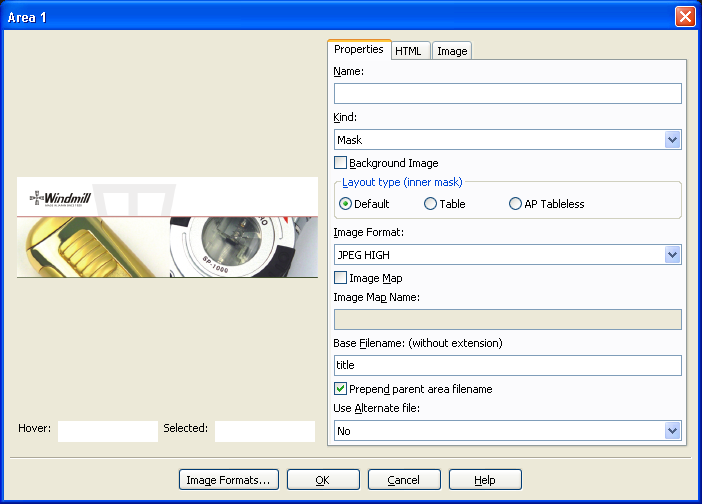 Area 1
Properties
HTML
Image
Name:
Kind:
Mask
Background Image
Layout type (inner mask)
Default
Table
AP Tableless
Image Format:
JPEG HIGH
Image Map
Image Map Name:
Base Filename: (without extension)
title
Prepend parent area filename
Use Alternate file:
No
Windmill
SP-1000
Hover:
Selected:
Image Formats...
OK
Cancel
Help